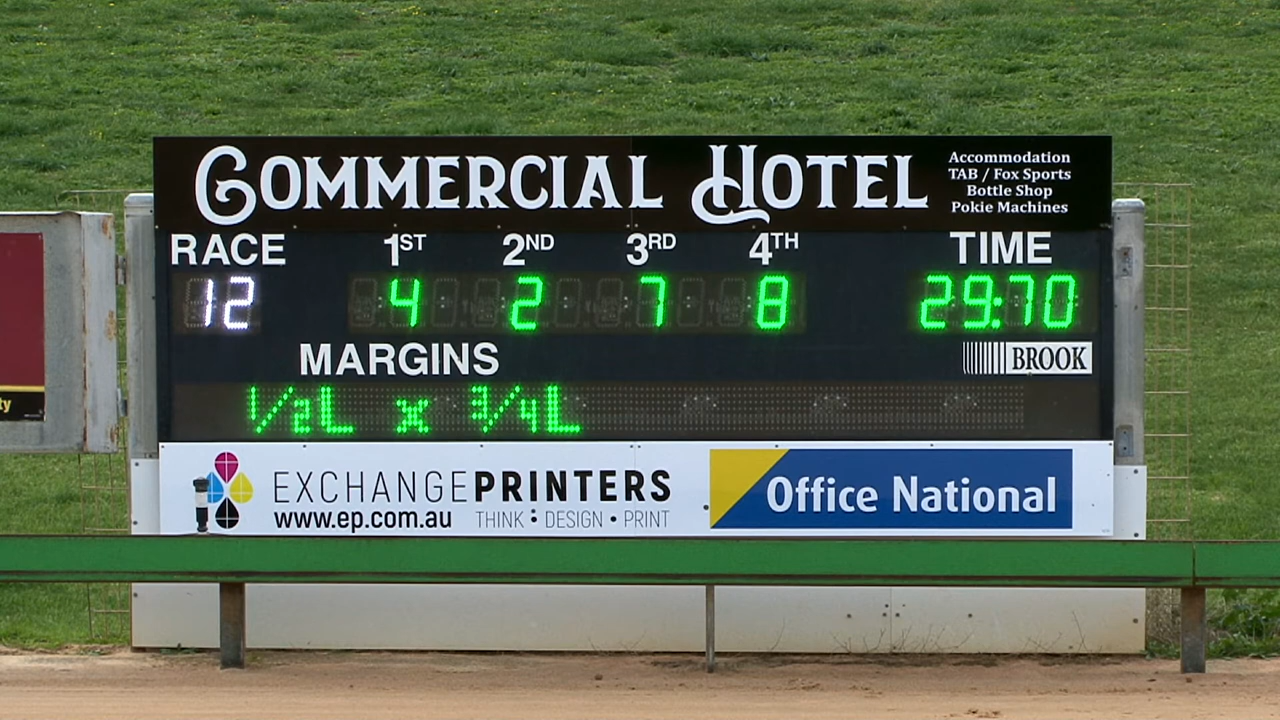 COMMERCIAL HOTEL
Accommodation
TAB / Fox Sports
Bottle Shop
Pokie Machines
RACE 1ST 2ND 3RD 4TH TIME
12 4 2 7 8 29:70
MARGINS
BROOK
1/2L x 3/4L
EXCHANGEPRINTERS
www.ep.com.au THINK • DESIGN • PRINT
Office National
ty